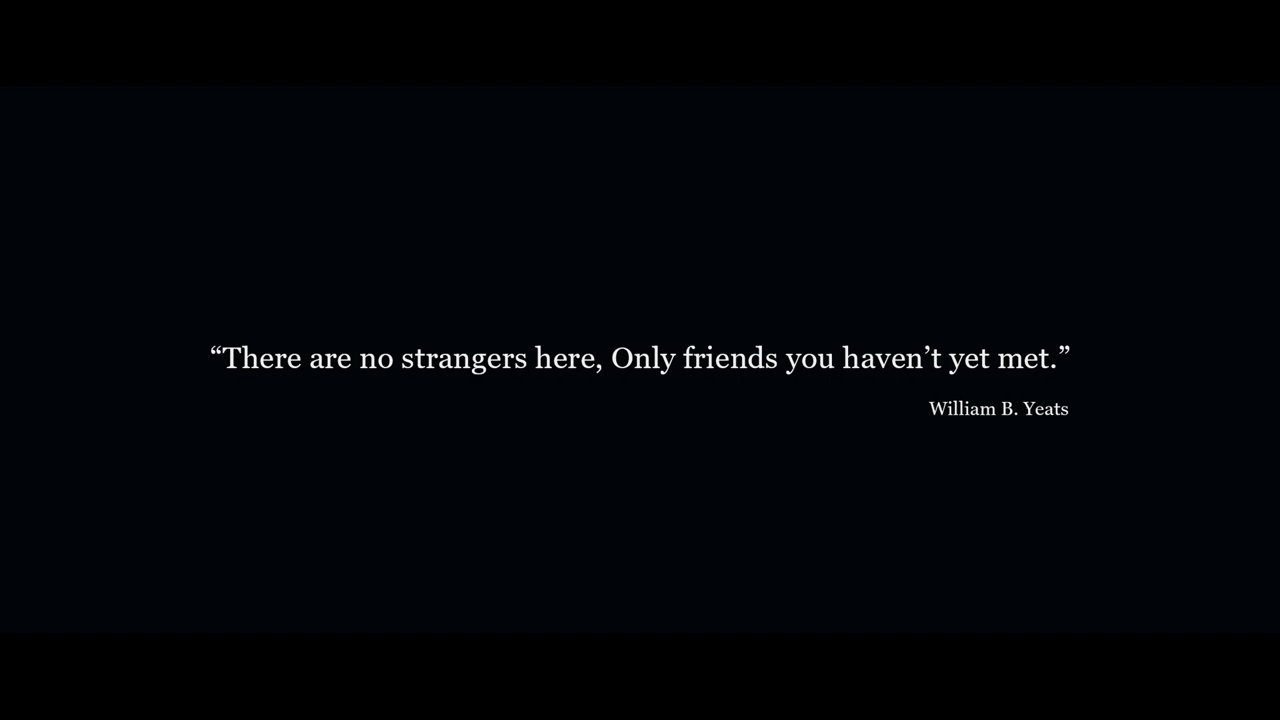 “There are no strangers here, Only friends you haven’t yet met.”
William B. Yeats